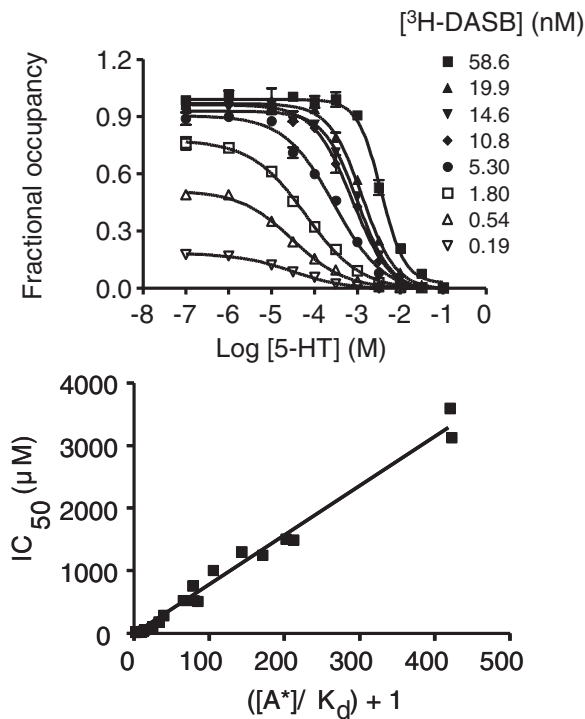 [³H-DASB] (nM)
58.6
19.9
14.6
10.8
5.30
1.80
0.54
0.19
Fractional occupancy
1.2
0.9
0.6
0.3
0.0
-8 -7 -6 -5 -4 -3 -2 -1 0
Log [5-HT] (M)
IC50 (µM)
4000
3000
2000
1000
0
0 100 200 300 400 500
([A*]/ Kd) + 1